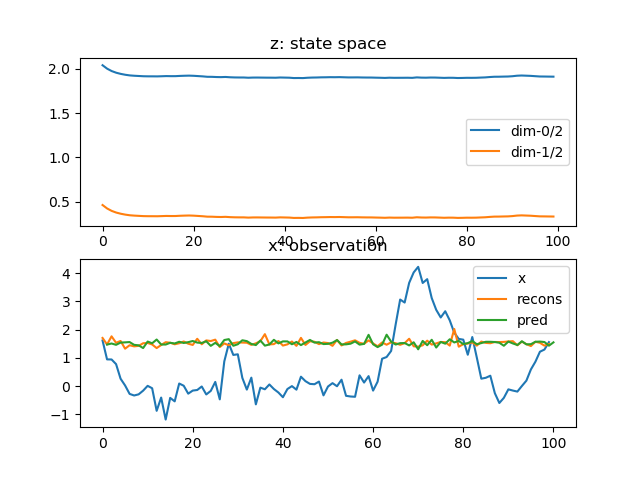 z: state space
2.0
1.5
1.0
0.5
dim-0/2
dim-1/2
0 20 40 60 80 100
x: observation
4
3
2
1
0
−1
x
recons
pred
0 20 40 60 80 100